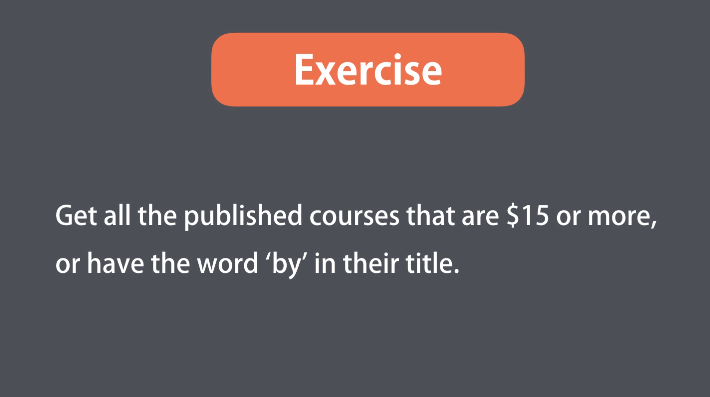 Exercise
Get all the published courses that are $15 or more,
or have the word ‘by’ in their title.